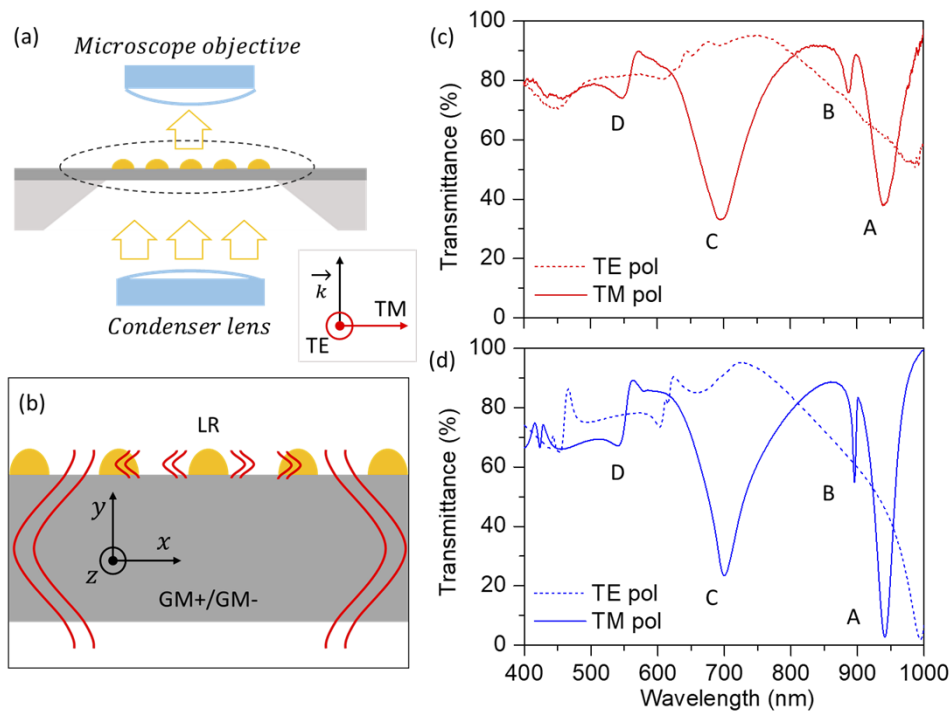 (a)
Microscope objective
Condenser lens
k
TM
TE
(b)
LR
y
x
z
GM+/GM-
(c)
100
80
60
40
20
0
Transmittance (%)
D
C
B
A
TE pol
TM pol
(d)
100
80
60
40
20
0
Transmittance (%)
D
C
B
A
TE pol
TM pol
400 500 600 700 800 900 1000
Wavelength (nm)